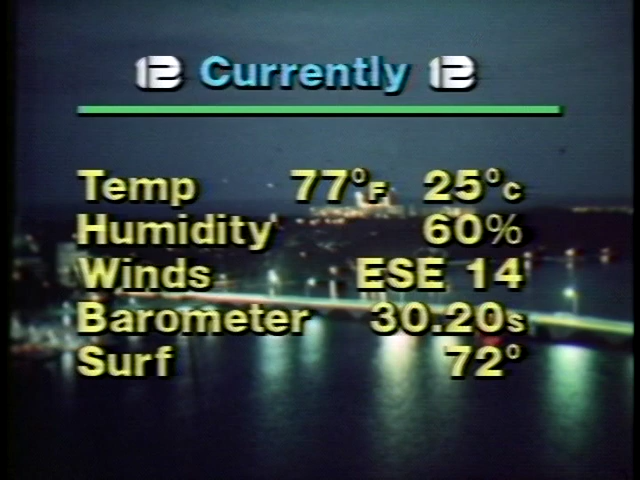 12 Currently 12
Temp 77°F 25°C
Humidity 60%
Winds ESE 14
Barometer 30.20s
Surf 72°